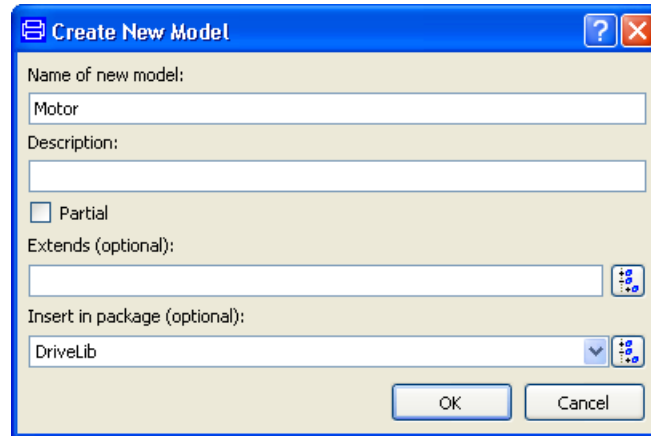 Create New Model
?
Name of new model:
Motor
Description:
Partial
Extends (optional):
Insert in package (optional):
DriveLib
OK Cancel